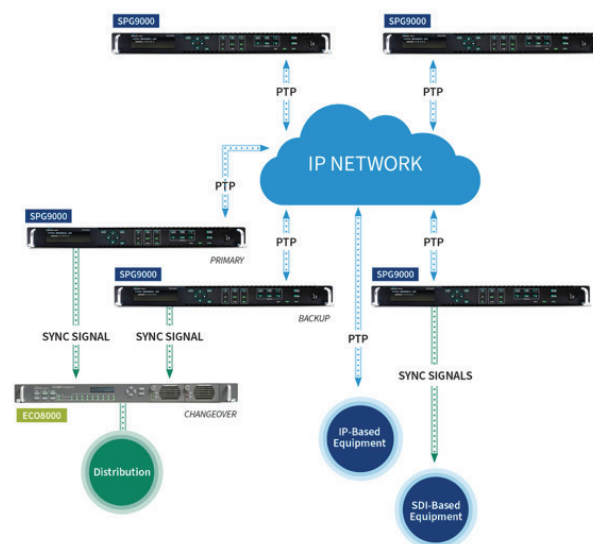 SPG9000
SPG9000
PTP
PTP
IP NETWORK
PTP
SPG9000
PRIMARY
PTP
PTP
SPG9000
SPG9000
BACKUP
SYNC SIGNAL
SYNC SIGNAL
PTP
SYNC SIGNALS
ECO8000
CHANGEOVER
IP-Based
Equipment
Distribution
SDI-Based
Equipment